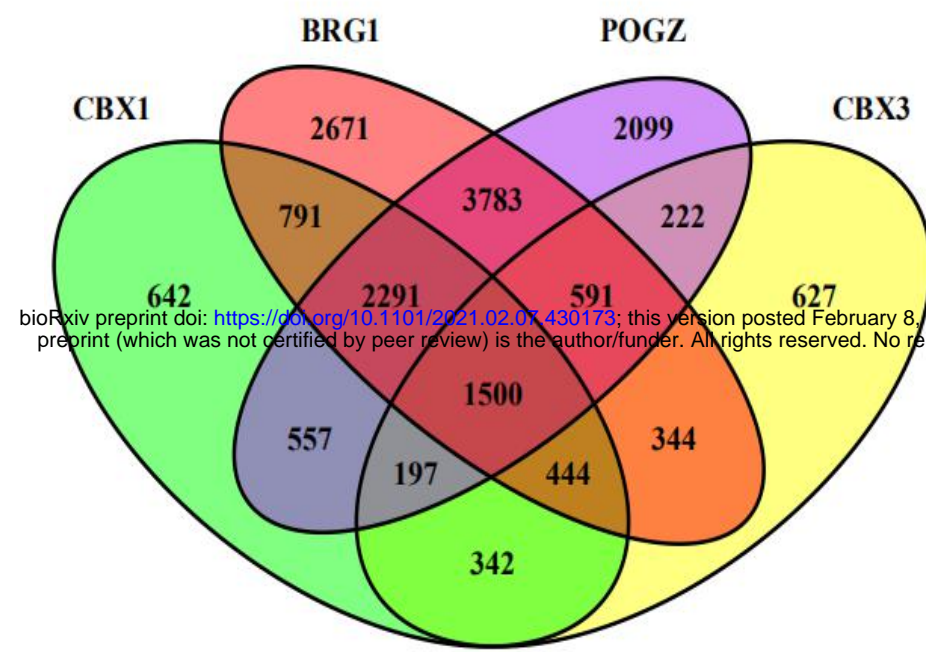 BRG1 POGZ
CBX1 CBX3
2671 2099
791 3783 222
642 2291 591 627
bioRxiv preprint doi: https://doi.org/10.1101/2021.02.07.430173; this version posted February 8,
preprint (which was not certified by peer review) is the author/funder. All rights reserved. No re
1500
557 344
197 444
342